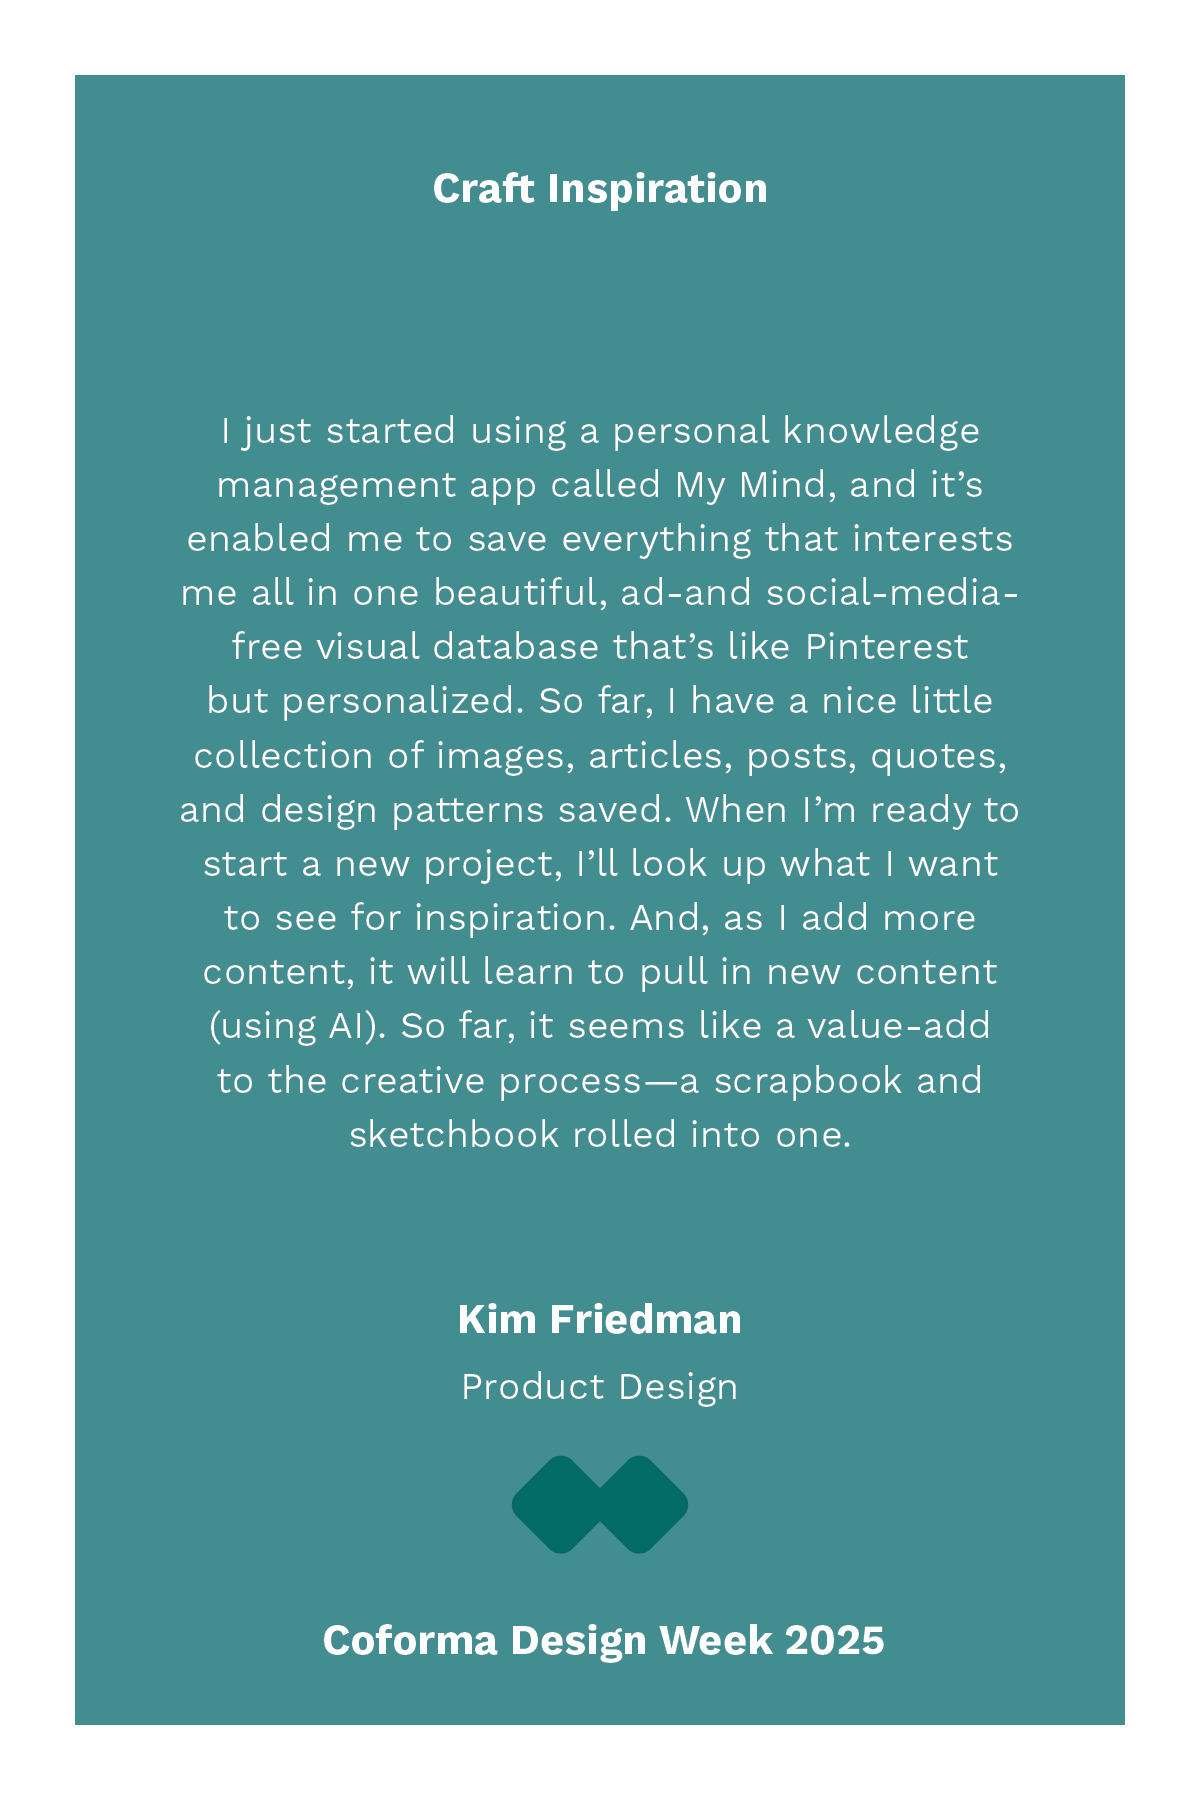 Craft Inspiration
I just started using a personal knowledge
management app called My Mind, and it’s
enabled me to save everything that interests
me all in one beautiful, ad-and social-media-
free visual database that’s like Pinterest
but personalized. So far, I have a nice little
collection of images, articles, posts, quotes,
and design patterns saved. When I’m ready to
start a new project, I’ll look up what I want
to see for inspiration. And, as I add more
content, it will learn to pull in new content
(using AI). So far, it seems like a value-add
to the creative process—a scrapbook and
sketchbook rolled into one.
Kim Friedman
Product Design
Coforma Design Week 2025